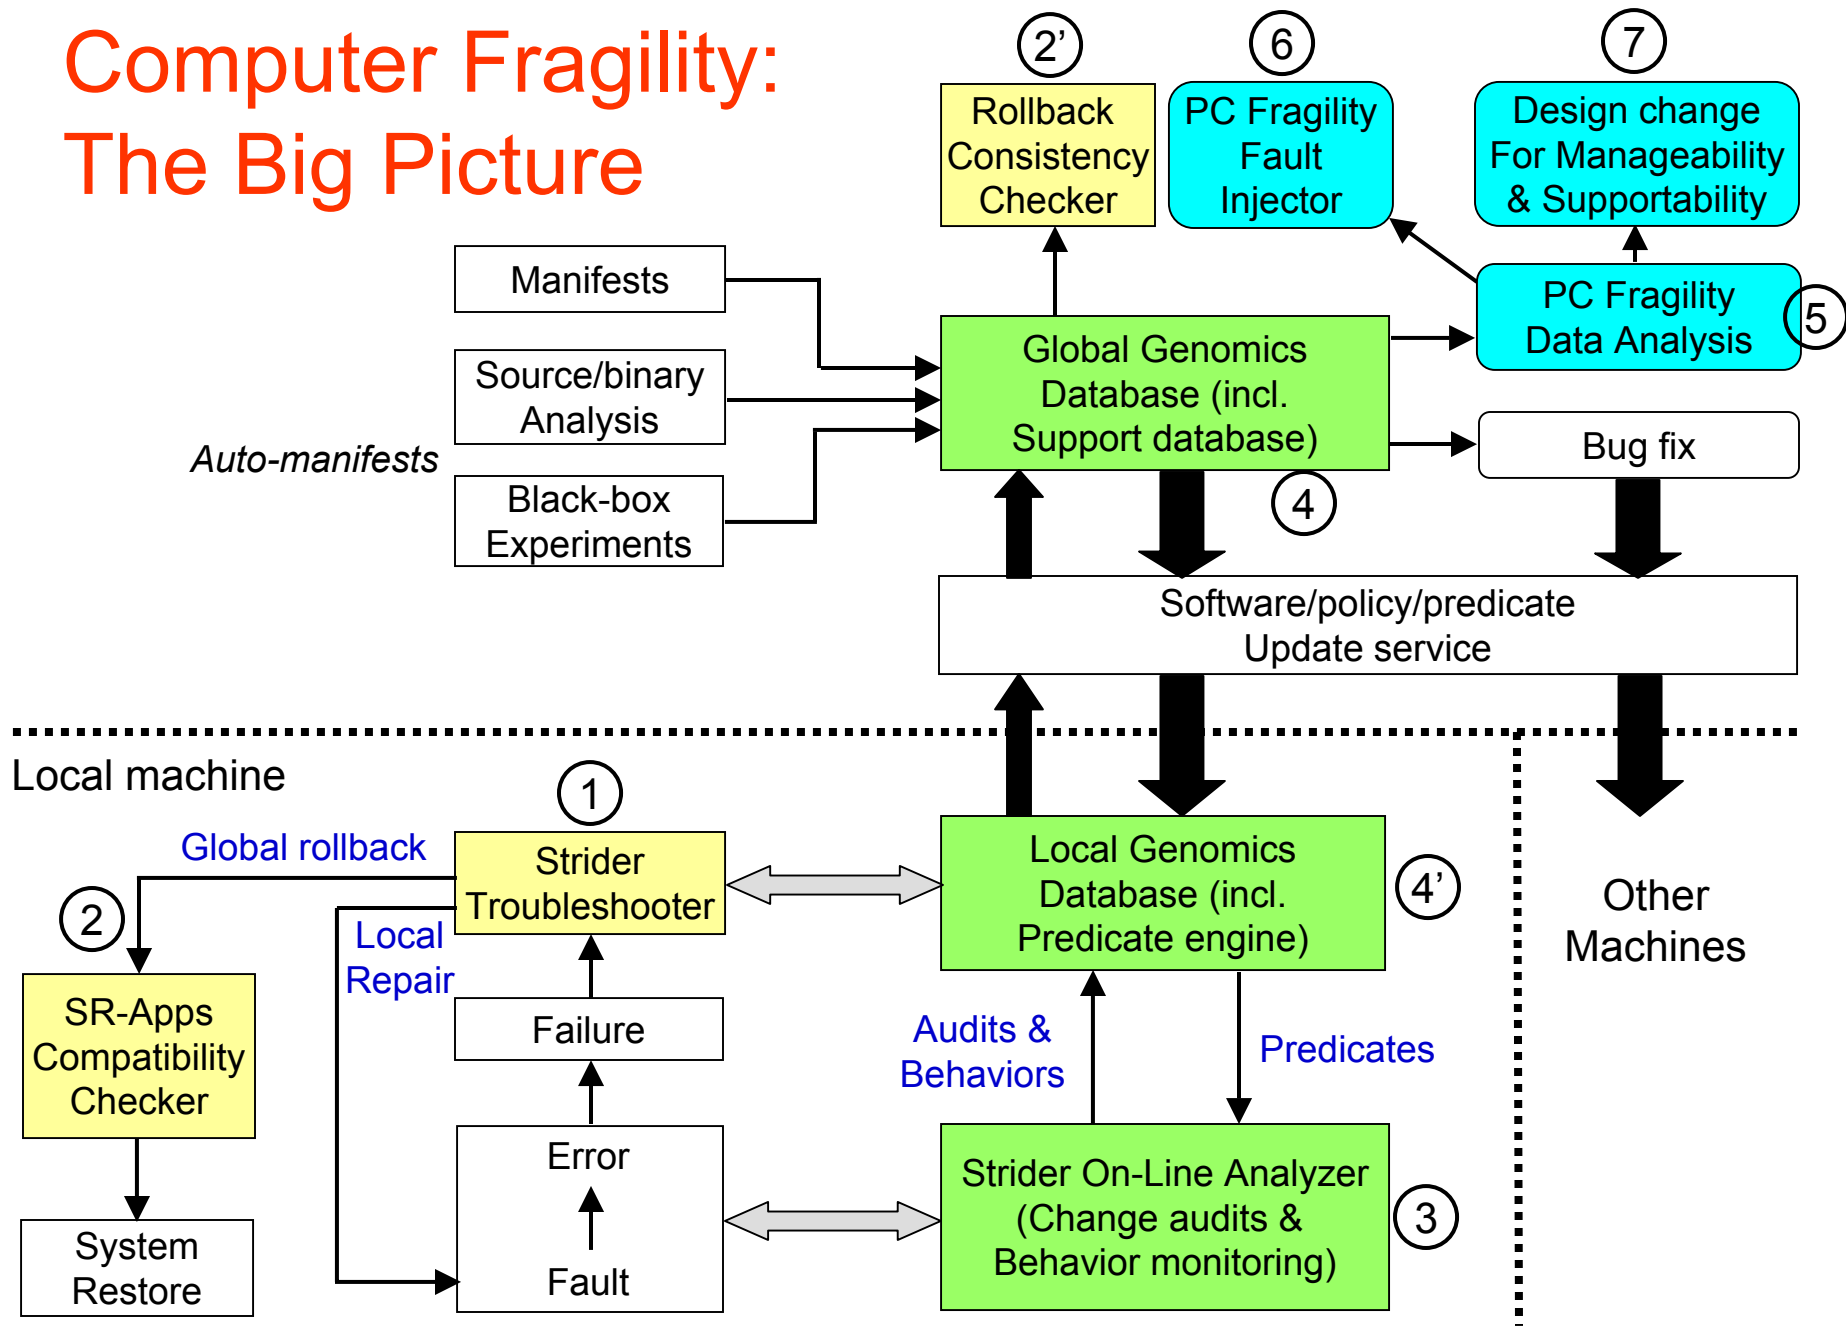 Computer Fragility:
The Big Picture
2’
6
7
Rollback
Consistency
Checker
PC Fragility
Fault
Injector
Design change
For Manageability
& Supportability
Manifests
Source/binary
Analysis
Auto-manifests
Black-box
Experiments
Global Genomics
Database (incl.
Support database)
4
PC Fragility
Data Analysis
5
Bug fix
Software/policy/predicate
Update service
Local machine
1
Global rollback
Strider
Troubleshooter
2
Local
Repair
SR-Apps
Compatibility
Checker
System
Restore
Failure
Error
Fault
Local Genomics
Database (incl.
Predicate engine)
4’
Audits &
Behaviors
Predicates
Strider On-Line Analyzer
(Change audits &
Behavior monitoring)
3
Other
Machines